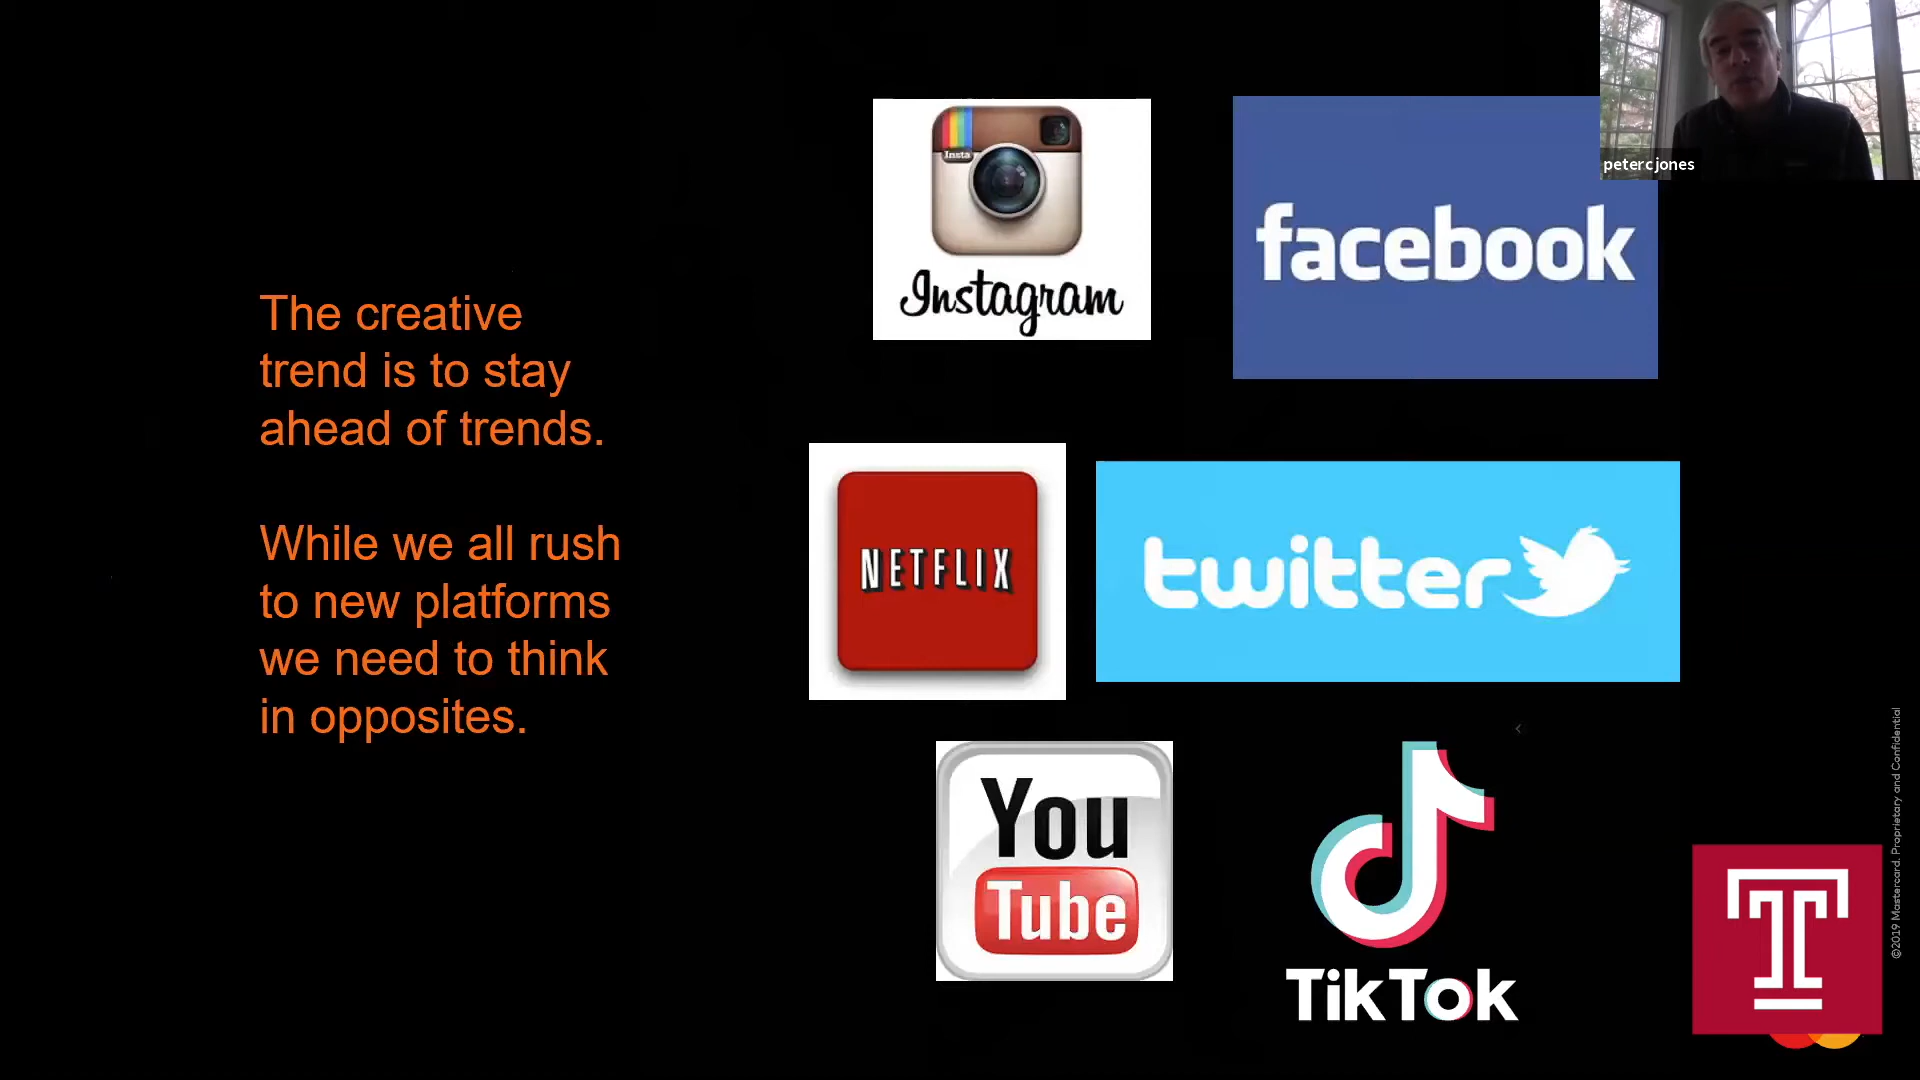 The creative
trend is to stay
ahead of trends.
While we all rush
to new platforms
we need to think
in opposites.
Insta
Instagram
facebook
petercjones
NETFLIX
twitter
You
Tube
TikTok
T
©2019 Mastercard. Proprietary and Confidential